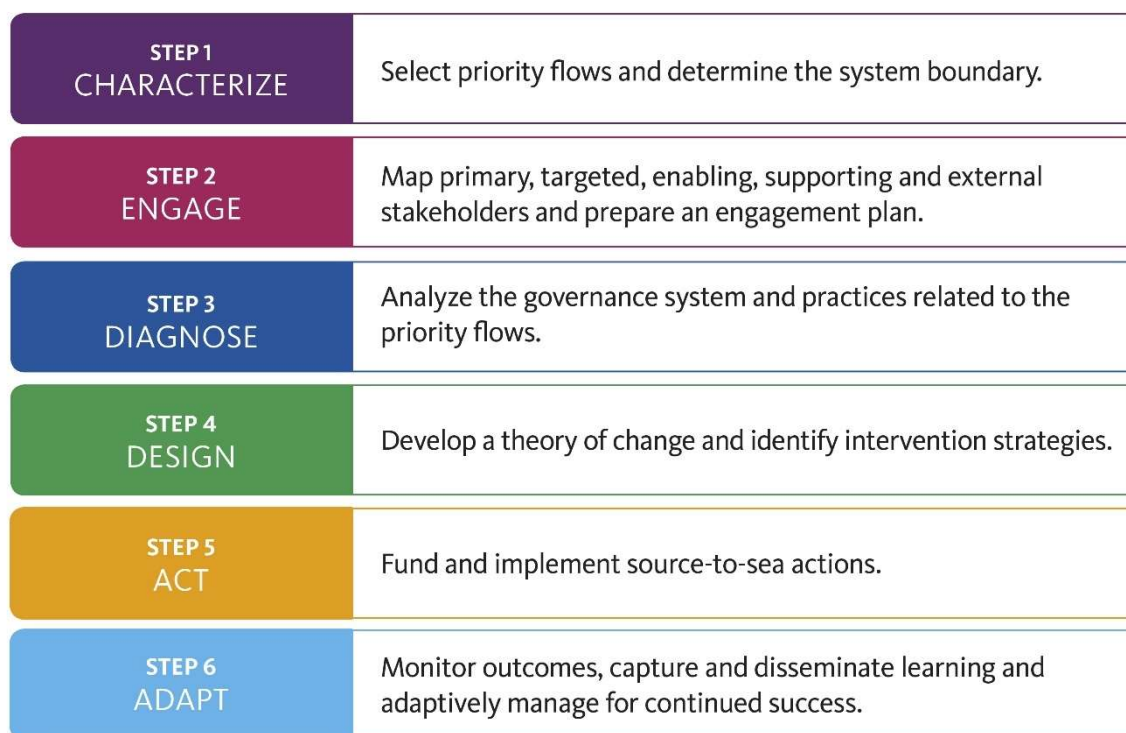 STEP 1
CHARACTERIZE
Select priority flows and determine the system boundary.
STEP 2
ENGAGE
Map primary, targeted, enabling, supporting and external
stakeholders and prepare an engagement plan.
STEP 3
DIAGNOSE
Analyze the governance system and practices related to the
priority flows.
STEP 4
DESIGN
Develop a theory of change and identify intervention strategies.
STEP 5
ACT
Fund and implement source-to-sea actions.
STEP 6
ADAPT
Monitor outcomes, capture and disseminate learning and
adaptively manage for continued success.